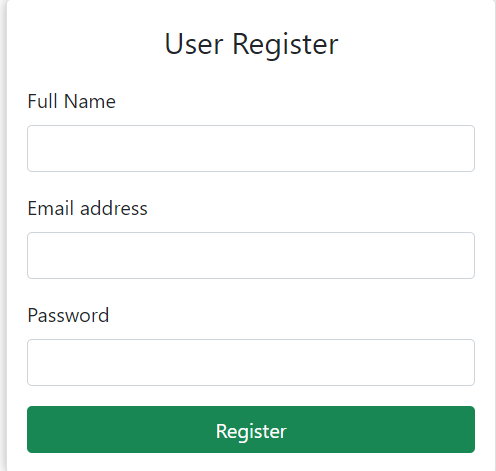 User Register
Full Name
Email address
Password
Register